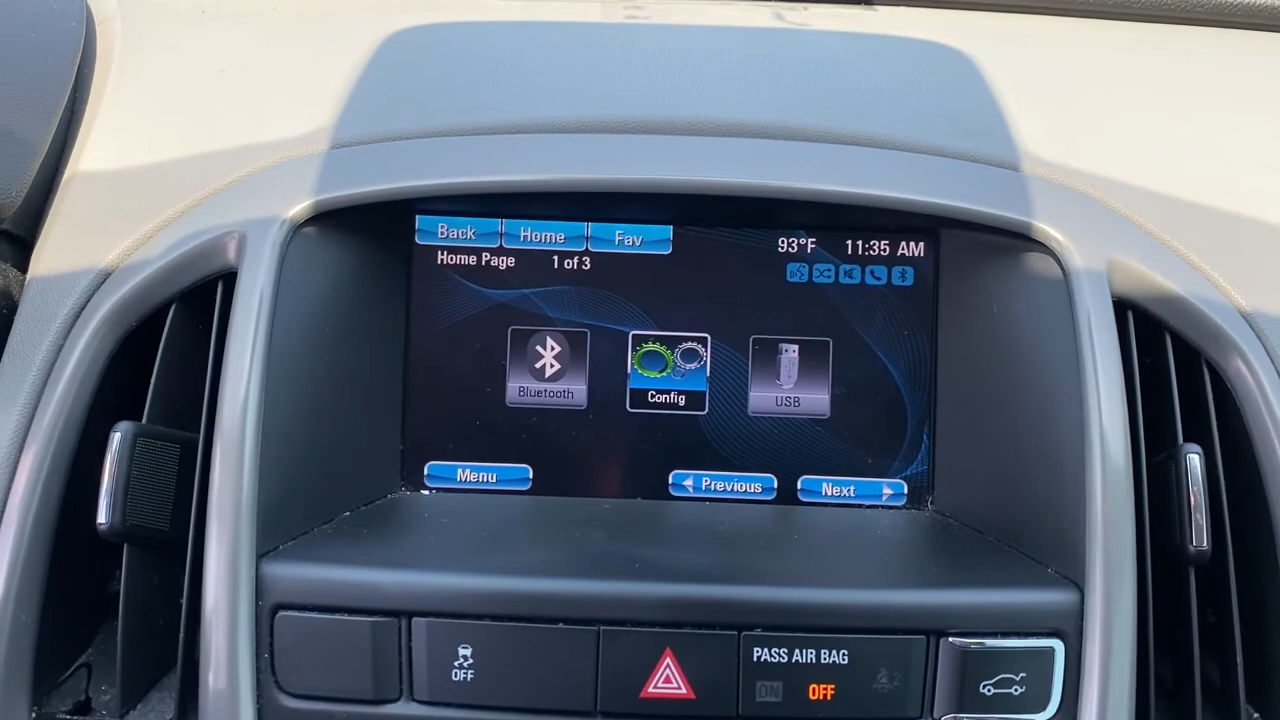 Back Home Fav
93°F 11:35 AM
Home Page 1 of 3
Bluetooth Config USB
Menu Previous Next
OFF
PASS AIR BAG
ON OFF 2